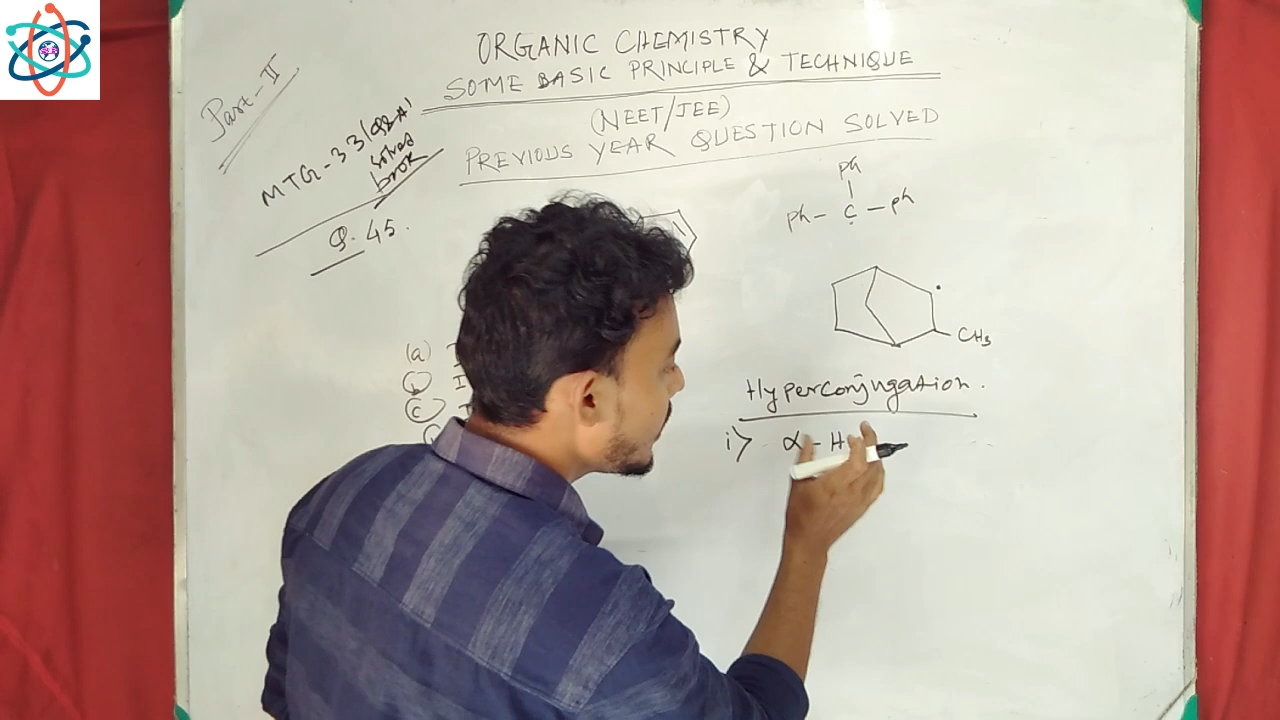 ORGANIC CHEMISTRY
SOME BASIC PRINCIPLE & TECHNIQUE
(NEET/JEE)
PREVIOUS YEAR QUESTION SOLVED
Part-II
MTG-33/
solved
book
Q.45.
ph
ph- C -ph
CH3
Hyperconjugation.
i> α-H
(a)
(b) I
(c)